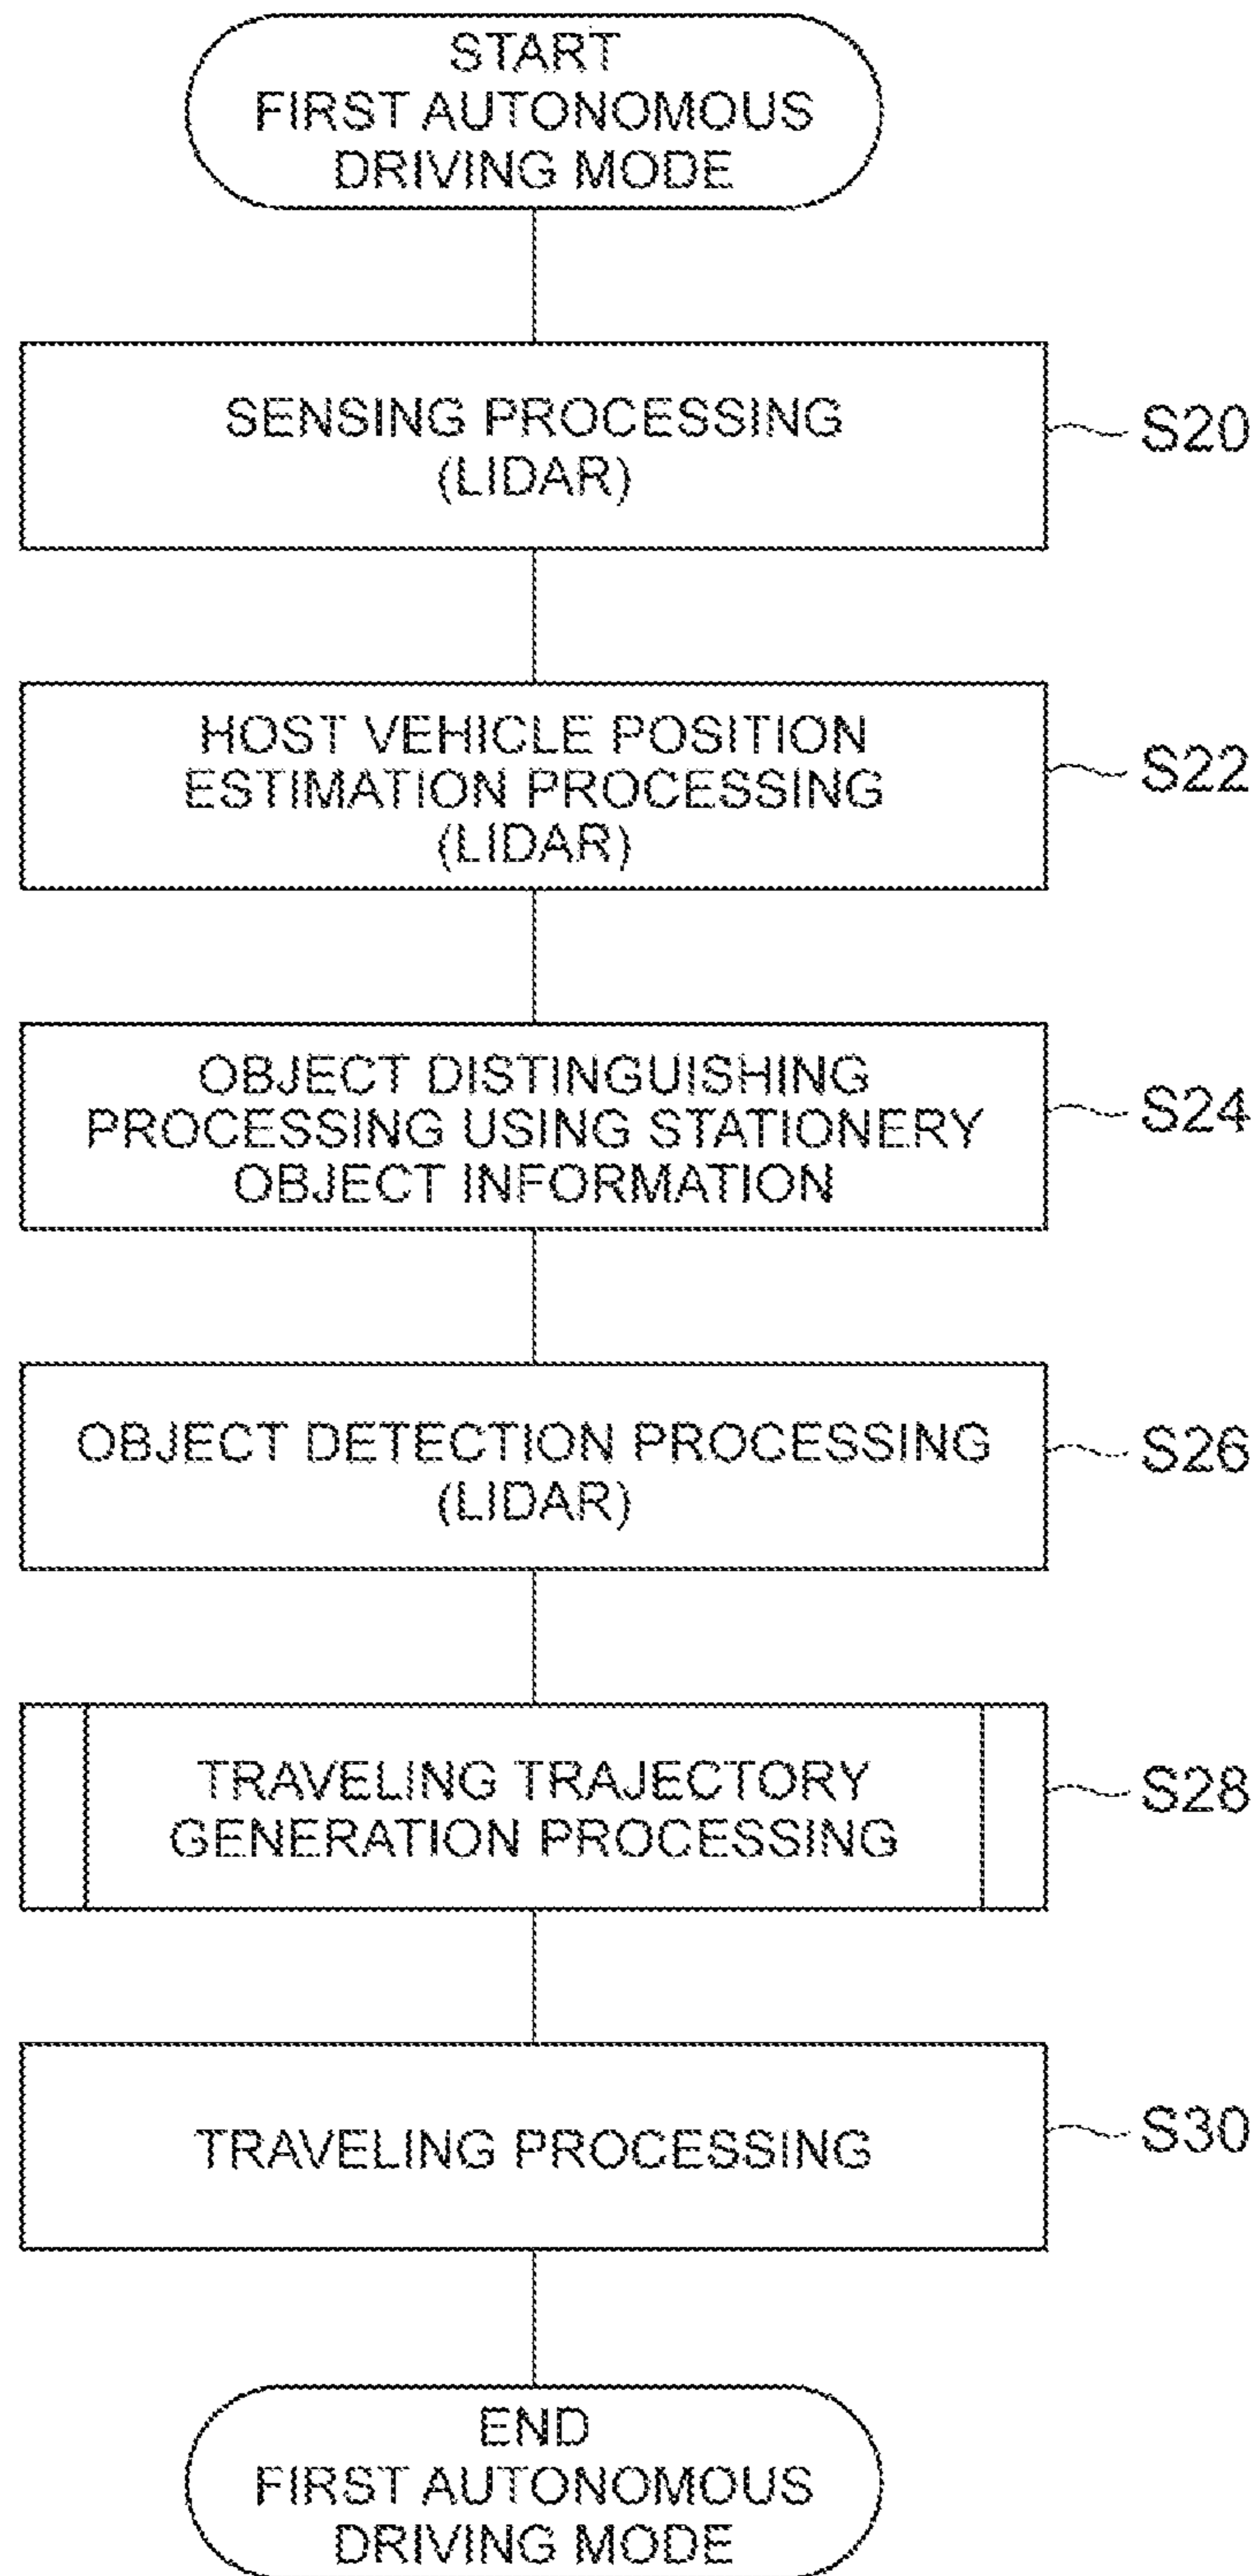 START
FIRST AUTONOMOUS
DRIVING MODE
SENSING PROCESSING
(LIDAR)
S20
HOST VEHICLE POSITION
ESTIMATION PROCESSING
(LIDAR)
S22
OBJECT DISTINGUISHING
PROCESSING USING STATIONERY
OBJECT INFORMATION
S24
OBJECT DETECTION PROCESSING
(LIDAR)
S26
TRAVELING TRAJECTORY
GENERATION PROCESSING
S28
TRAVELING PROCESSING
S30
END
FIRST AUTONOMOUS
DRIVING MODE